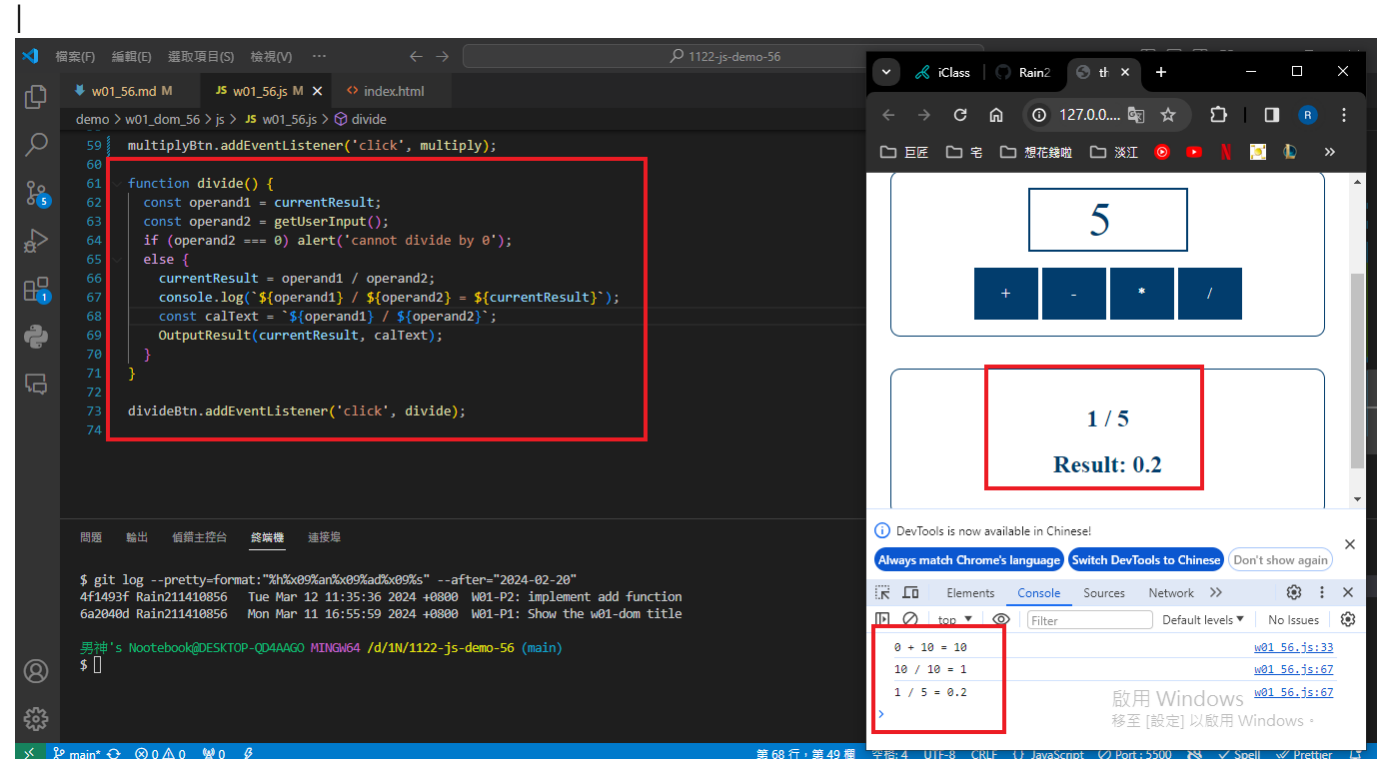 檔案(F) 編輯(E) 選取項目(S) 檢視(V) ··· ← → 1122-js-demo-56
w01_56.md M JS w01_56.js M × <> index.html
demo > w01_dom_56 > js > JS w01_56.js > divide
59 multiplyBtn.addEventListener('click', multiply);
60
61 function divide() {
62 const operand1 = currentResult;
63 const operand2 = getUserInput();
64 if (operand2 === 0) alert('cannot divide by 0');
65 else {
66 currentResult = operand1 / operand2;
67 console.log(`${operand1} / ${operand2} = ${currentResult}`);
68 const calText = `${operand1} / ${operand2}`;
69 OutputResult(currentResult, calText);
70 }
71 }
72
73 divideBtn.addEventListener('click', divide);
74
5
1
問題 輸出 偵錯主控台 終端機 連接埠
$ git log --pretty=format:"%h%x09%an%x09%ad%x09%s" --after="2024-02-20"
4f1493f Rain211410856 Tue Mar 12 11:35:36 2024 +0800 W01-P2: implement add function
6a2040d Rain211410856 Mon Mar 11 16:55:59 2024 +0800 W01-P1: Show the w01-dom title
男神's Nootebook@DESKTOP-QD4AAGO MINGW64 /d/1N/1122-js-demo-56 (main)
$
main* 0 0 0 第 68 行，第 49 欄 空格: 4 UTF-8 CRLF {} JavaScript Port : 5500 Spell Prettier
iClass Rain2 th × +
127.0.0....
R
巨匠 宅 想花錢啦 淡江 »
5
+ - * /
1 / 5
Result: 0.2
DevTools is now available in Chinese!
Always match Chrome's language Switch DevTools to Chinese Don't show again
Elements Console Sources Network »
top ▼ Filter Default levels ▼ No Issues
0 + 10 = 10 w01_56.js:33
10 / 10 = 1 w01_56.js:67
1 / 5 = 0.2 w01_56.js:67
啟用 Windows
移至 [設定] 以啟用 Windows。